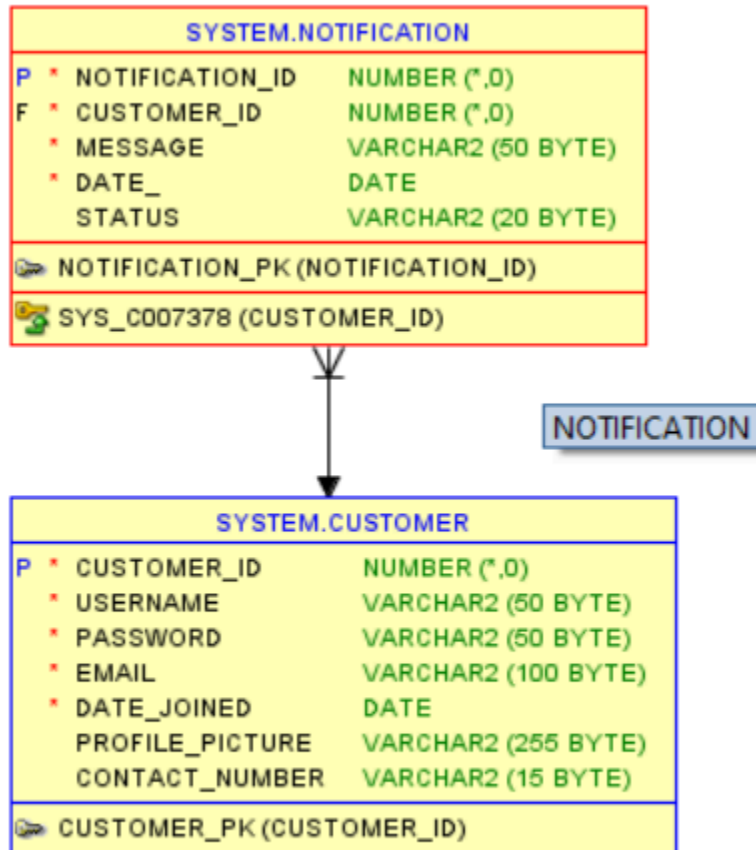 SYSTEM.NOTIFICATION
P * NOTIFICATION_ID NUMBER (*,0)
F * CUSTOMER_ID NUMBER (*,0)
* MESSAGE VARCHAR2 (50 BYTE)
* DATE_ DATE
STATUS VARCHAR2 (20 BYTE)
NOTIFICATION_PK (NOTIFICATION_ID)
SYS_C007378 (CUSTOMER_ID)
NOTIFICATION
SYSTEM.CUSTOMER
P * CUSTOMER_ID NUMBER (*,0)
* USERNAME VARCHAR2 (50 BYTE)
* PASSWORD VARCHAR2 (50 BYTE)
* EMAIL VARCHAR2 (100 BYTE)
* DATE_JOINED DATE
PROFILE_PICTURE VARCHAR2 (255 BYTE)
CONTACT_NUMBER VARCHAR2 (15 BYTE)
CUSTOMER_PK (CUSTOMER_ID)